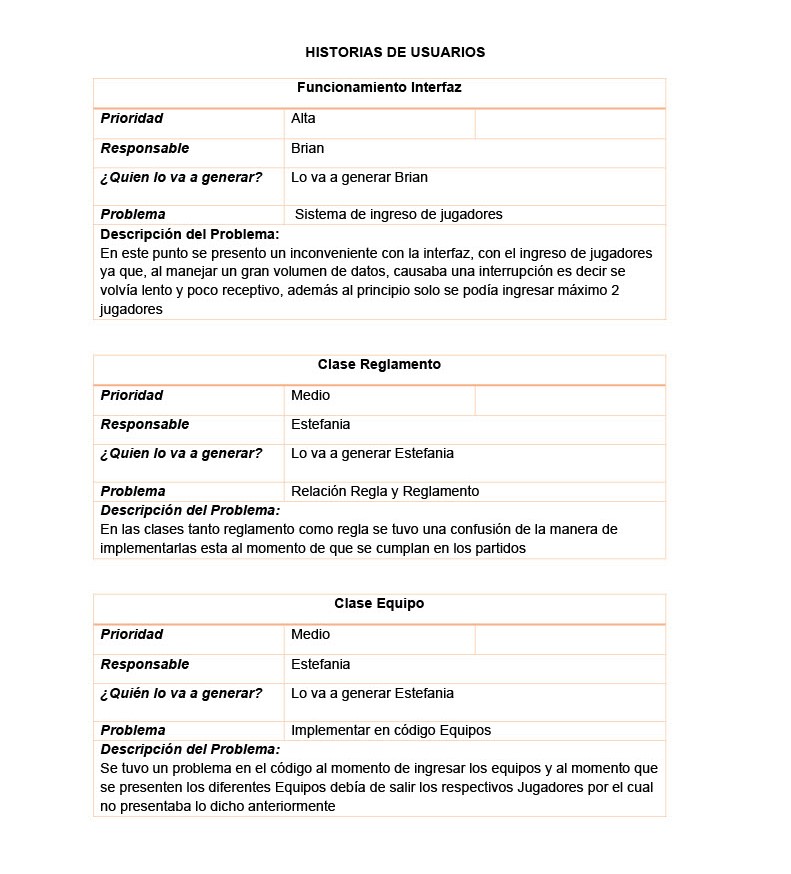 HISTORIAS DE USUARIOS
Funcionamiento Interfaz
Prioridad Alta
Responsable Brian
¿Quien lo va a generar? Lo va a generar Brian
Problema Sistema de ingreso de jugadores
Descripción del Problema:
En este punto se presento un inconveniente con la interfaz, con el ingreso de jugadores
ya que, al manejar un gran volumen de datos, causaba una interrupción es decir se
volvía lento y poco receptivo, además al principio solo se podía ingresar máximo 2
jugadores
Clase Reglamento
Prioridad Medio
Responsable Estefania
¿Quien lo va a generar? Lo va a generar Estefania
Problema Relación Regla y Reglamento
Descripción del Problema:
En las clases tanto reglamento como regla se tuvo una confusión de la manera de
implementarlas esta al momento de que se cumplan en los partidos
Clase Equipo
Prioridad Medio
Responsable Estefania
¿Quién lo va a generar? Lo va a generar Estefania
Problema Implementar en código Equipos
Descripción del Problema:
Se tuvo un problema en el código al momento de ingresar los equipos y al momento que
se presenten los diferentes Equipos debía de salir los respectivos Jugadores por el cual
no presentaba lo dicho anteriormente